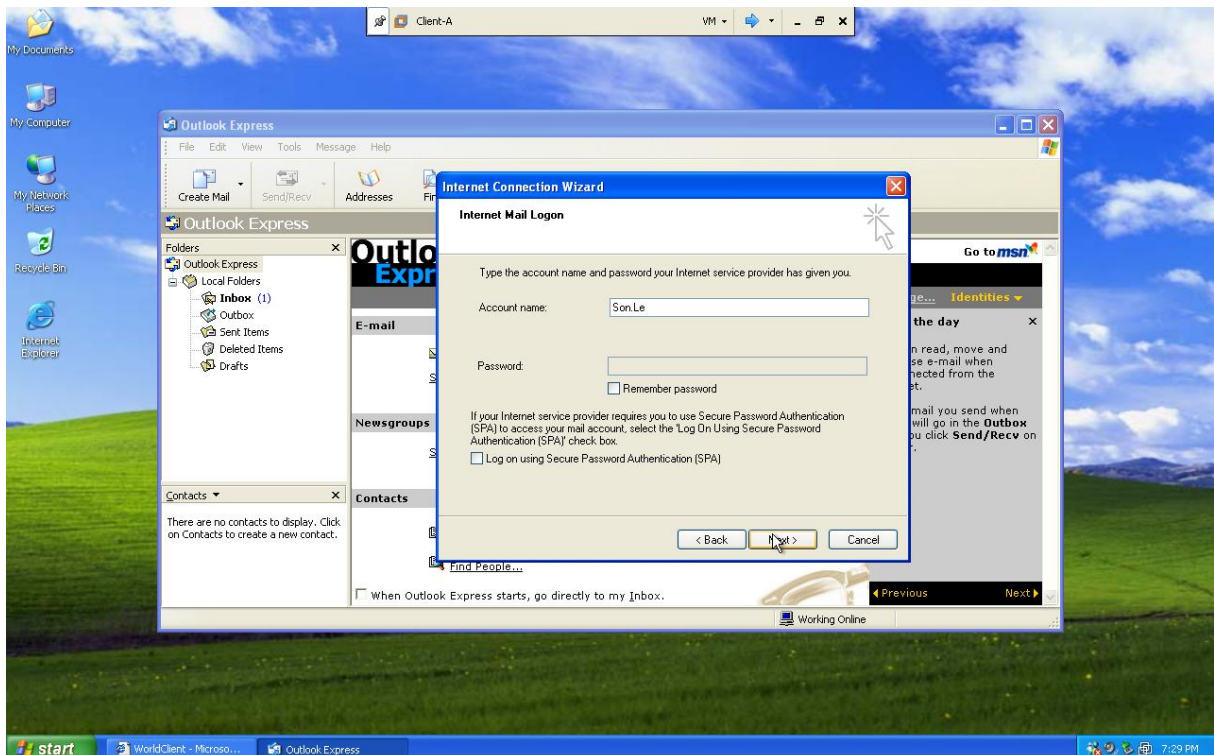 Client-A
VM
My Documents
My Computer
My Network
Places
Recycle Bin
Internet
Explorer
Outlook Express
File Edit View Tools Message Help
Create Mail Send/Recv Addresses
Outlook Express
Folders
Outlook Express
Local Folders
Inbox (1)
Outbox
Sent Items
Deleted Items
Drafts
Contacts
There are no contacts to display. Click
on Contacts to create a new contact.
E-mail
Newsgroups
Contacts
Find People...
When Outlook Express starts, go directly to my Inbox.
Internet Connection Wizard
Internet Mail Logon
Type the account name and password your Internet service provider has given you.
Account name: Son.Le
Password:
Remember password
If your Internet service provider requires you to use Secure Password Authentication
(SPA) to access your mail account, select the 'Log On Using Secure Password
Authentication (SPA)' check box.
Log on using Secure Password Authentication (SPA)
< Back Next > Cancel
Go to msn
Identities
the day
n read, move and
se e-mail when
nected from the
et.
mail you send when
will go in the Outbox
ou click Send/Recv on
Previous Next
Working Online
start WorldClient - Microso... Outlook Express 7:29 PM